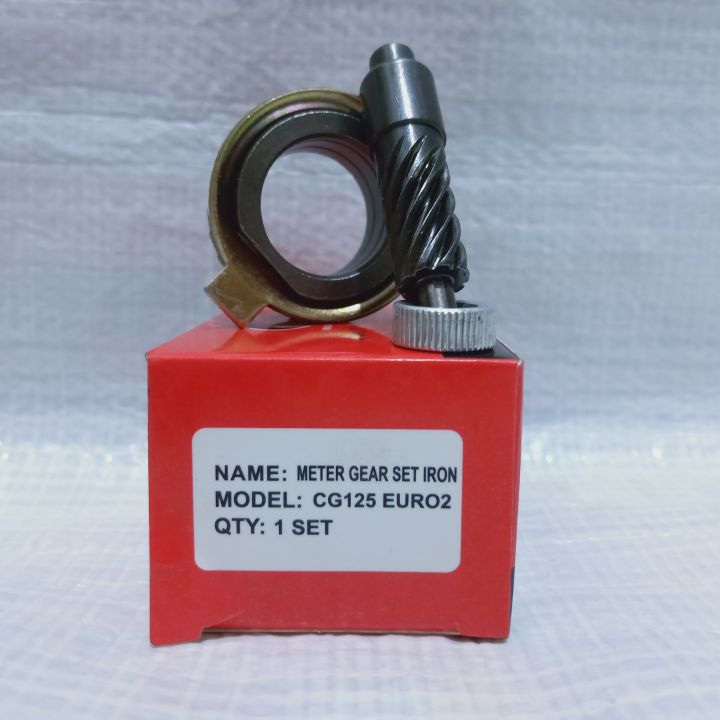 NAME: METER GEAR SET IRON
MODEL: CG125 EURO2
QTY: 1 SET